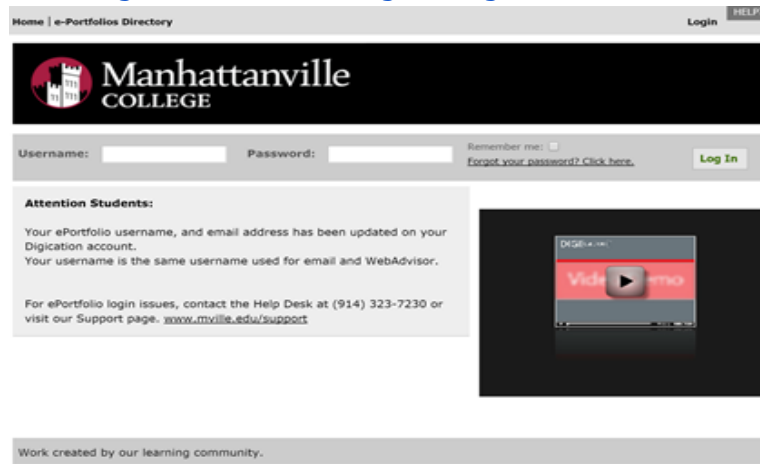 Home | e-Portfolios Directory
Login
HELP
Manhattanville
COLLEGE
Username:
Password:
Remember me:
Forgot your password? Click here.
Log In
Attention Students:
Your ePortfolio username, and email address has been updated on your
Digication account.
Your username is the same username used for email and WebAdvisor.
For ePortfolio login issues, contact the Help Desk at (914) 323-7230 or
visit our Support page. www.mville.edu/support
Work created by our learning community.